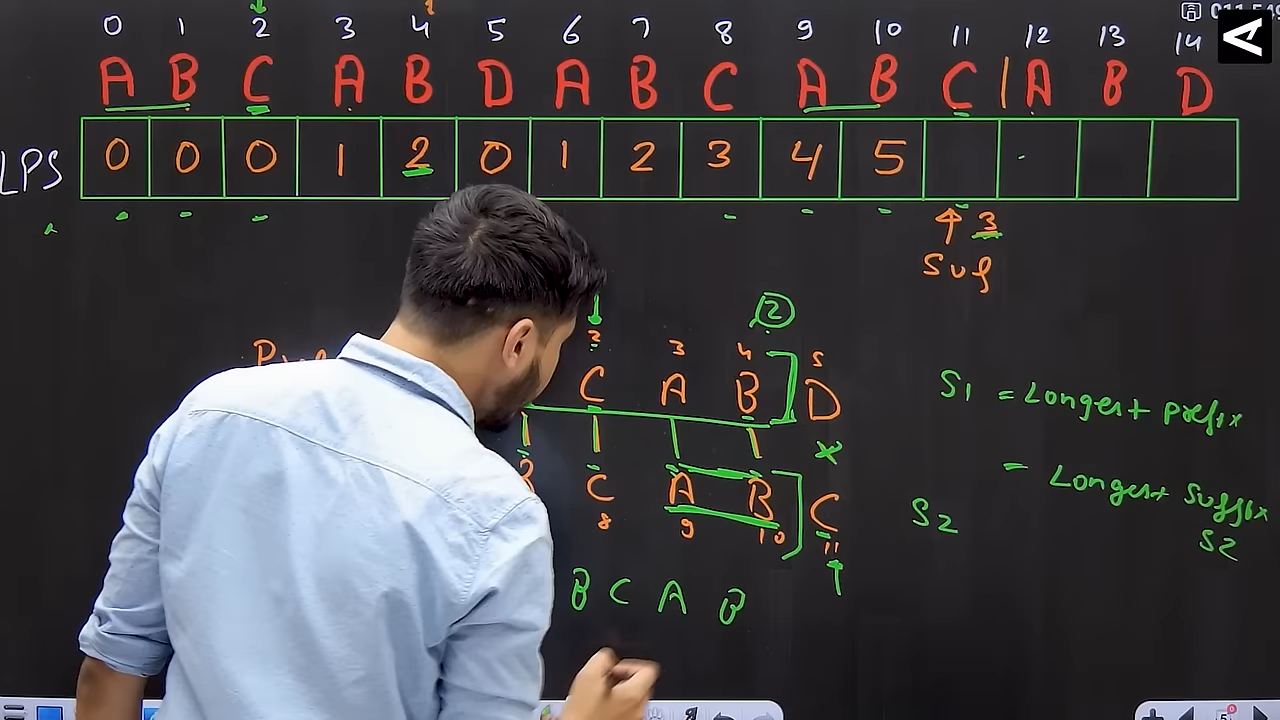 0 1 2 3 4 5 6 7 8 9 10 11 12 13 14
A B C A B D A B C A B C A B D
LPS 0 0 0 1 2 0 1 2 3 4 5
3
Suf
2
2 3 4 5
C A B D
S1 = Longest prefix
= Longest Suffix
S2
C A B C
8 9 10 11
S2
B C A B